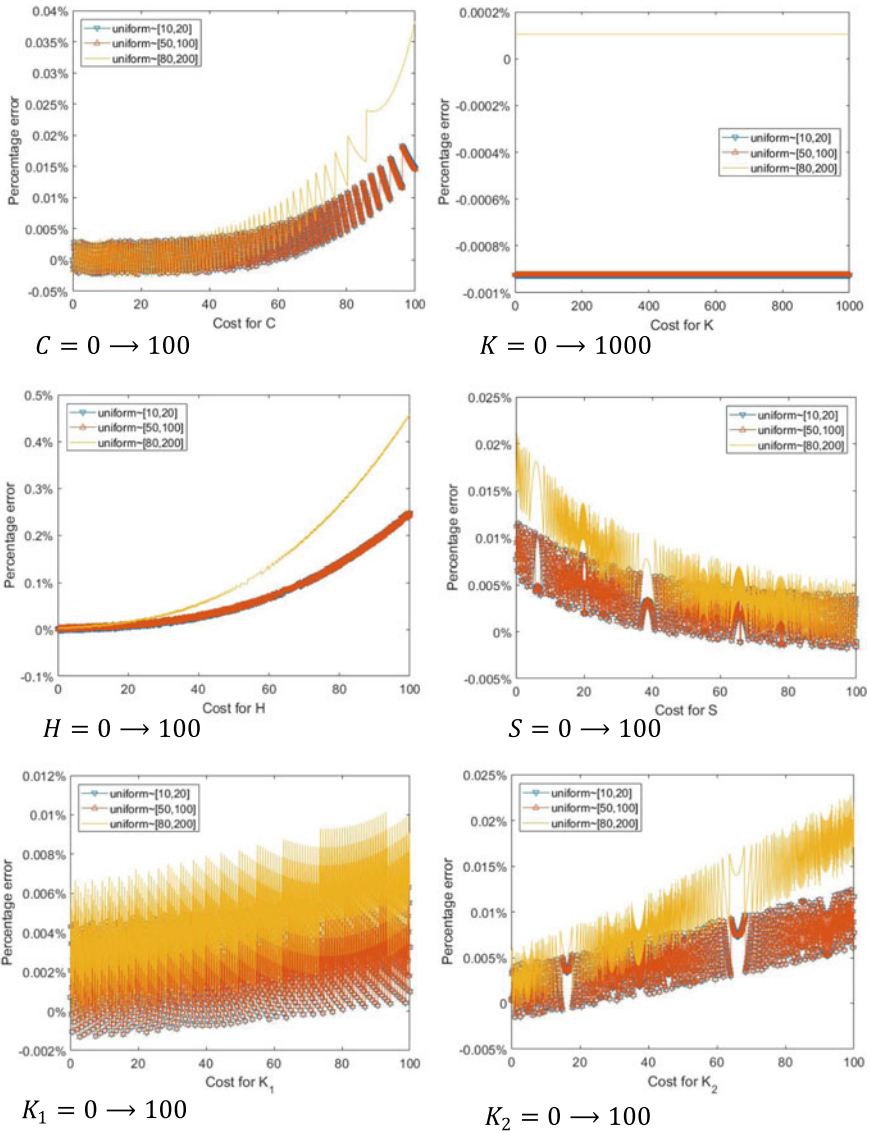 0.04%
0.035%
0.03%
0.025%
0.02%
0.015%
0.01%
0.005%
0%
-0.05%
Percemtage error
uniform~[10,20]
uniform~[50,100]
uniform~[80,200]
0 20 40 60 80 100
Cost for C
C = 0 → 100
0.0002%
0
-0.0002%
-0.0004%
-0.0006%
-0.0008%
-0.001%
Percentage error
uniform~[10,20]
uniform~[50,100]
uniform~[80,200]
0 200 400 600 800 1000
Cost for K
K = 0 → 1000
0.5%
0.4%
0.3%
0.2%
0.1%
0%
-0.1%
Percentage error
uniform~[10,20]
uniform~[50,100]
uniform~[80,200]
0 20 40 60 80 100
Cost for H
H = 0 → 100
0.025%
0.02%
0.015%
0.01%
0.005%
0%
-0.005%
Percentage error
uniform~[10,20]
uniform~[50,100]
uniform~[80,200]
0 20 40 60 80 100
Cost for S
S = 0 → 100
0.012%
0.01%
0.008%
0.006%
0.004%
0.002%
0%
-0.002%
Percentage error
uniform~[10,20]
uniform~[50,100]
uniform~[80,200]
0 20 40 60 80 100
Cost for K₁
K₁ = 0 → 100
0.025%
0.02%
0.015%
0.01%
0.005%
0%
-0.005%
Percentage error
uniform~[10,20]
uniform~[50,100]
uniform~[80,200]
0 20 40 60 80 100
Cost for K₂
K₂ = 0 → 100